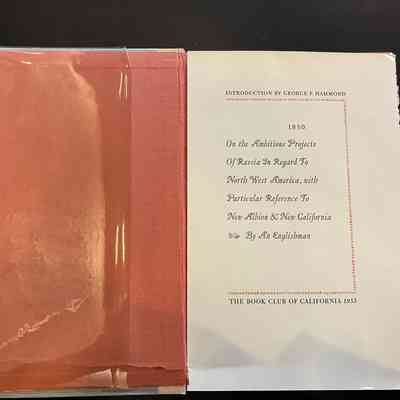 INTRODUCTION BY GEORGE P. HAMMOND
1830
On the Ambitious Projects
Of Russia In Regard To
North West America, with
Particular Reference To
New Albion & New California
By An Englishman
THE BOOK CLUB OF CALIFORNIA 1955